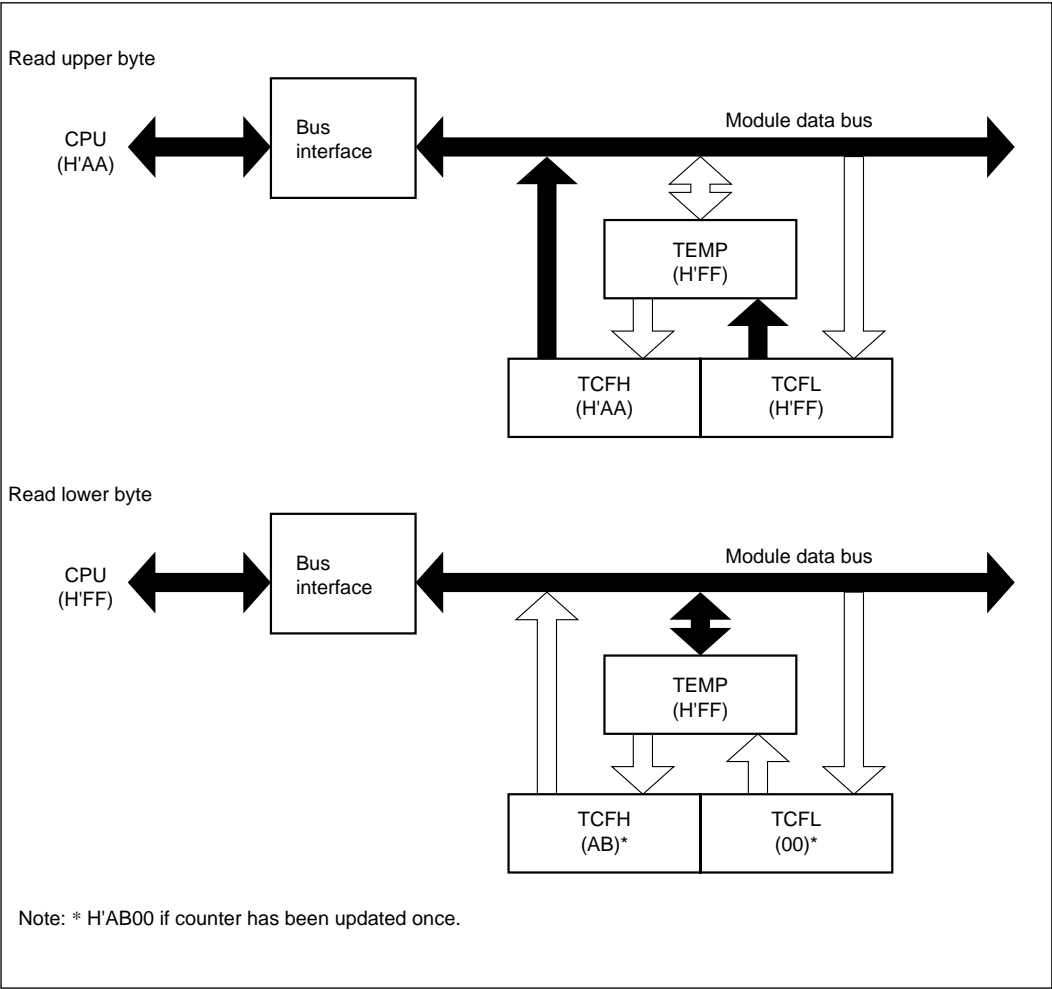 Read upper byte
CPU
(H'AA)
Bus
interface
Module data bus
TEMP
(H'FF)
TCFH
(H'AA)
TCFL
(H'FF)
Read lower byte
CPU
(H'FF)
Bus
interface
Module data bus
TEMP
(H'FF)
TCFH
(AB)*
TCFL
(00)*
Note: * H'AB00 if counter has been updated once.